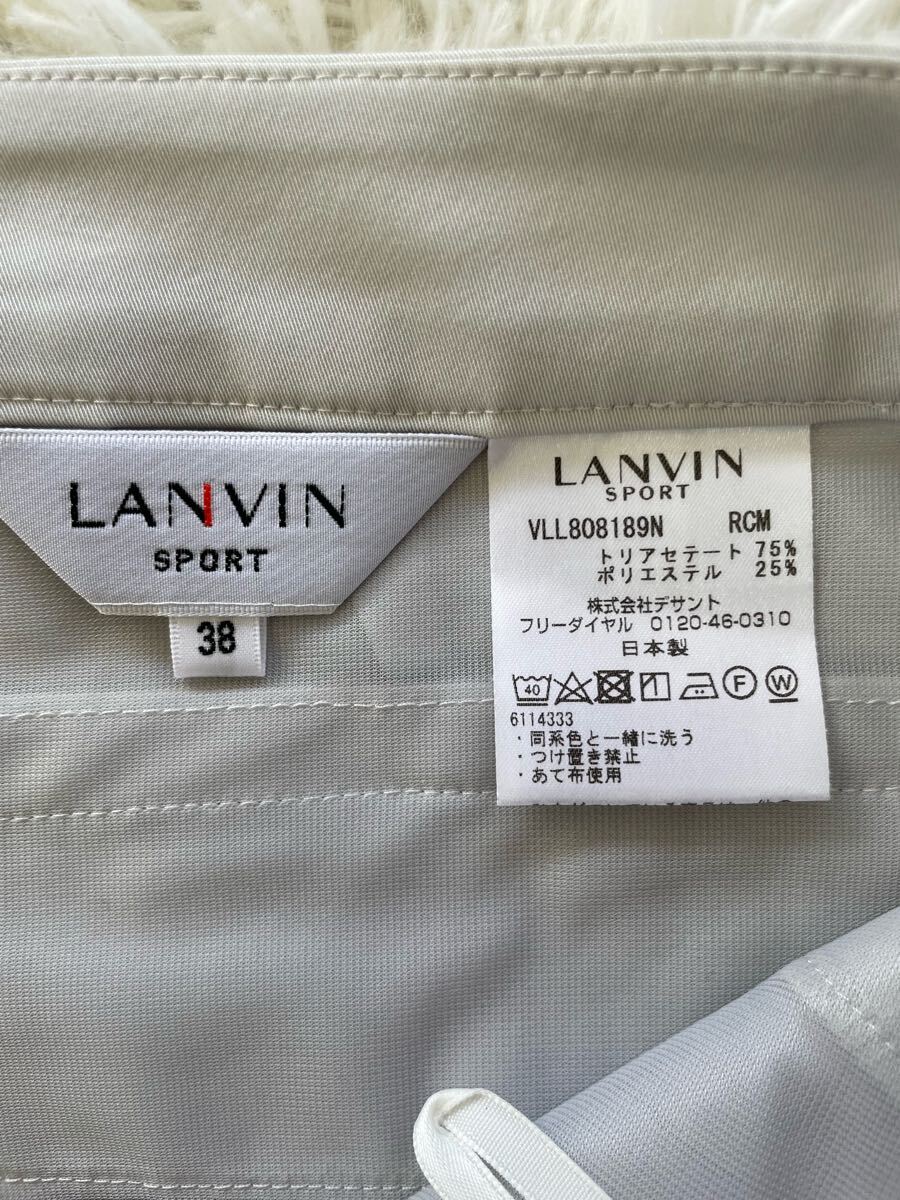 LANVIN
SPORT
38
LANVIN
SPORT
VLL808189N RCM
トリアセテート 75%
ポリエステル 25%
株式会社デサント
フリーダイヤル 0120-46-0310
日本製
40 F W
6114333
・同系色と一緒に洗う
・つけ置き禁止
・あて布使用